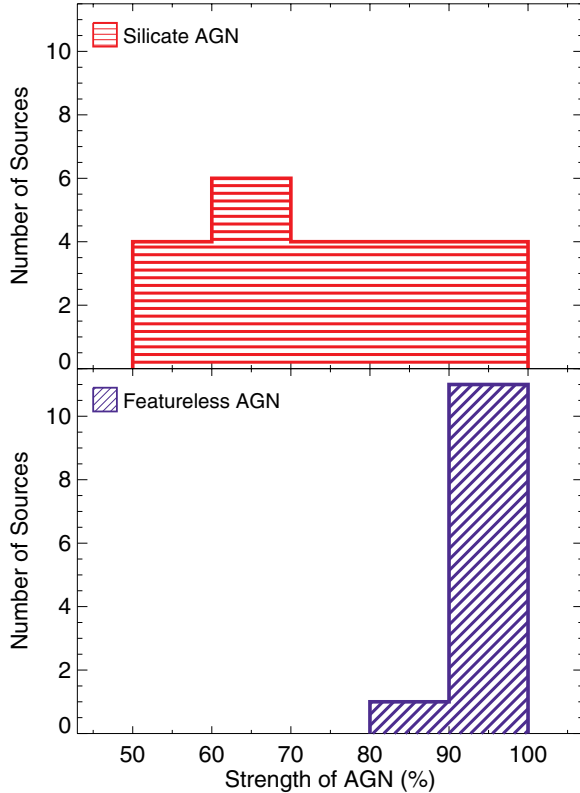 Silicate AGN
10
8
6
4
2
0
Number of Sources
Featureless AGN
10
8
6
4
2
0
Number of Sources
50 60 70 80 90 100
Strength of AGN (%)